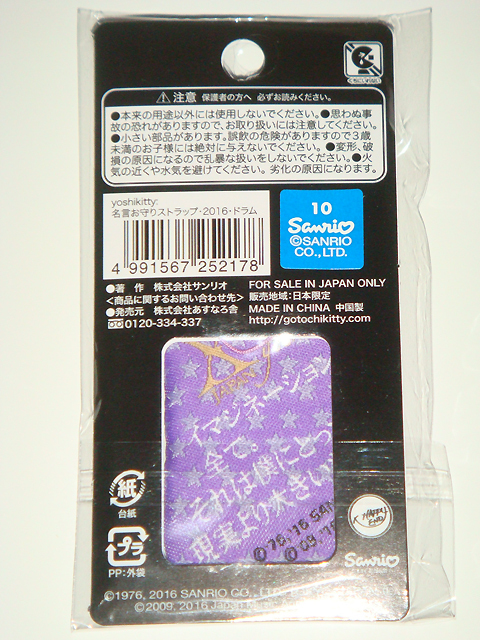 ⚠注意 保護者の方へ 必ずお読みください。
●本来の用途以外には使用しないでください。●思わぬ事
故の恐れがありますので、お取り扱いには注意してください。
●小さい部品があります。誤飲の危険がありますので3歳
未満のお子様には絶対に与えないでください。●変形、破
損の原因になるので乱暴な扱いをしないでください。●火
気の近くや水気を避けてください。劣化の原因になります。
yoshikitty:
名言お守りストラップ・2016・ドラム
4 991567 252178
10
Sanrio
©SANRIO
CO., LTD.
●著 作 株式会社サンリオ
〈商品に関するお問い合わせ先〉
●発売元 株式会社あすなろ舎
0120-334-337
FOR SALE IN JAPAN ONLY
販売地域:日本限定
MADE IN CHINA 中国製
http://gotochikitty.com
JAPAN
イマジネーション
全て。
それは僕にとっ
現実より大きい
©'76,'16 SAN
紙
台紙
プラ
PP:外袋
K HAPPY END
Sanrio
©1976, 2016 SANRIO CO., LTD.
©2009, 2016 Japan